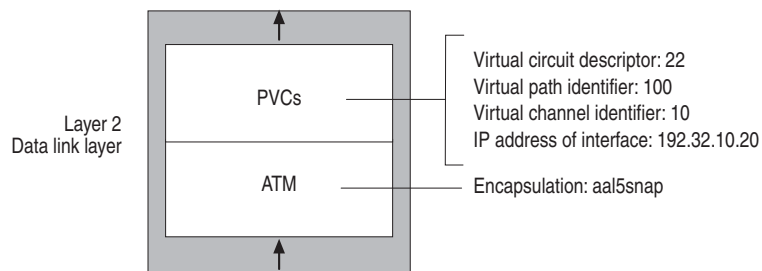 Layer 2
Data link layer
PVCs
ATM
Virtual circuit descriptor: 22
Virtual path identifier: 100
Virtual channel identifier: 10
IP address of interface: 192.32.10.20
Encapsulation: aal5snap